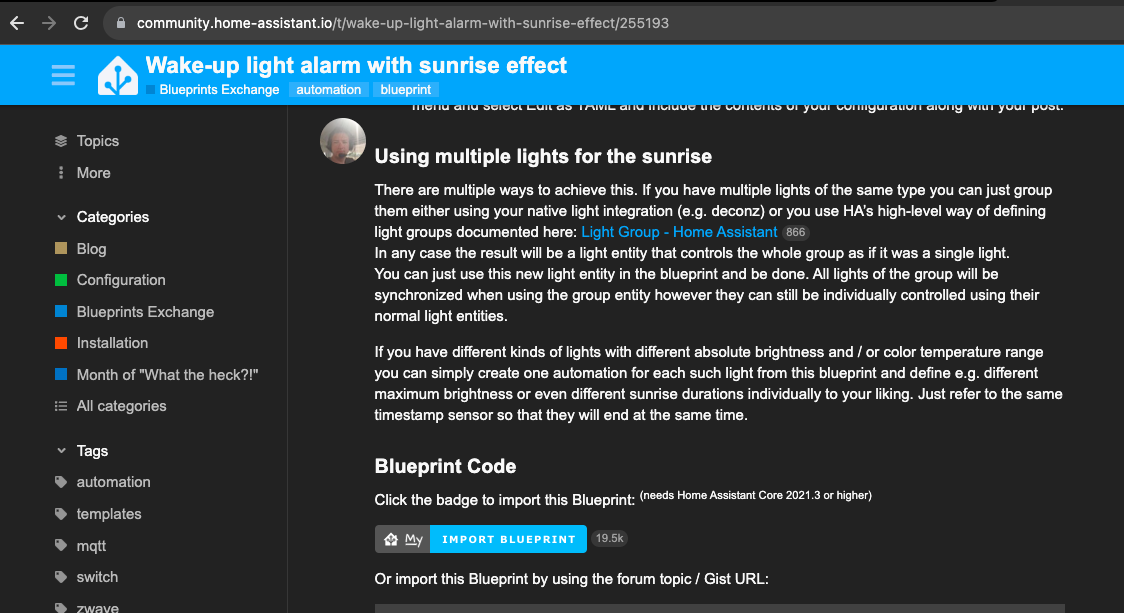 community.home-assistant.io/t/wake-up-light-alarm-with-sunrise-effect/255193
Wake-up light alarm with sunrise effect
Blueprints Exchange automation blueprint
menu and select Edit as YAML and include the contents of your configuration along with your post.
Topics
More
Categories
Blog
Configuration
Blueprints Exchange
Installation
Month of "What the heck?!"
All categories
Tags
automation
templates
mqtt
switch
zwave
Using multiple lights for the sunrise
There are multiple ways to achieve this. If you have multiple lights of the same type you can just group
them either using your native light integration (e.g. deconz) or you use HA's high-level way of defining
light groups documented here: Light Group - Home Assistant 866
In any case the result will be a light entity that controls the whole group as if it was a single light.
You can just use this new light entity in the blueprint and be done. All lights of the group will be
synchronized when using the group entity however they can still be individually controlled using their
normal light entities.
If you have different kinds of lights with different absolute brightness and / or color temperature range
you can simply create one automation for each such light from this blueprint and define e.g. different
maximum brightness or even different sunrise durations individually to your liking. Just refer to the same
timestamp sensor so that they will end at the same time.
Blueprint Code
Click the badge to import this Blueprint: (needs Home Assistant Core 2021.3 or higher)
My IMPORT BLUEPRINT 19.5k
Or import this Blueprint by using the forum topic / Gist URL: